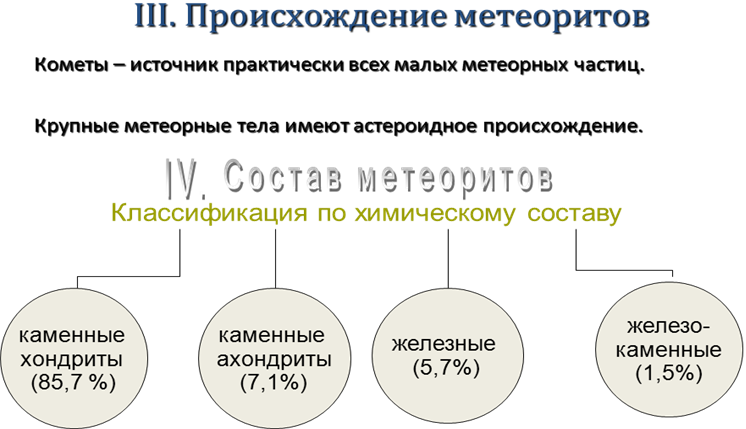 III. Происхождение метеоритов
Кометы – источник практически всех малых метеорных частиц.
Крупные метеорные тела имеют астероидное происхождение.
IV. Состав метеоритов
Классификация по химическому составу
каменные
хондриты
(85,7 %)
каменные
ахондриты
(7,1%)
железные
(5,7%)
железо-
каменные
(1,5%)